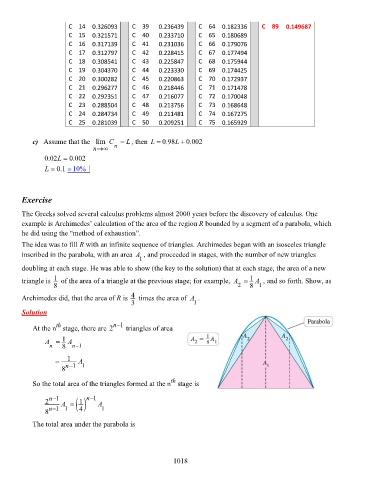 C 14 0.326093 C 39 0.236439 C 64 0.182336 C 89 0.149687
C 15 0.321571 C 40 0.233710 C 65 0.180689
C 16 0.317139 C 41 0.231036 C 66 0.179076
C 17 0.312797 C 42 0.228415 C 67 0.177494
C 18 0.308541 C 43 0.225847 C 68 0.175944
C 19 0.304370 C 44 0.223330 C 69 0.174425
C 20 0.300282 C 45 0.220863 C 70 0.172937
C 21 0.296277 C 46 0.218446 C 71 0.171478
C 22 0.292351 C 47 0.216077 C 72 0.170048
C 23 0.288504 C 48 0.213756 C 73 0.168648
C 24 0.284734 C 49 0.211481 C 74 0.167275
C 25 0.281039 C 50 0.209251 C 75 0.165929
c) Assume that the lim n→∞ C_n = L, then L = 0.98L + 0.002
0.02L = 0.002
L = 0.1 = 10%
Exercise
The Greeks solved several calculus problems almost 2000 years before the discovery of calculus. One
example is Archimedes' calculation of the area of the region R bounded by a segment of a parabola, which
he did using the “method of exhaustion”.
The idea was to fill R with an infinite sequence of triangles. Archimedes began with an isosceles triangle
inscribed in the parabola, with area A_1, and proceeded in stages, with the number of new triangles
doubling at each stage. He was able to show (the key to the solution) that at each stage, the area of a new
triangle is 1/8 of the area of a triangle at the previous stage; for example, A_2 = 1/8 A_1, and so forth. Show, as
Archimedes did, that the area of R is 4/3 times the area of A_1.
Solution
At the n^th stage, there are 2^(n−1) triangles of area
A_n = 1/8 A_(n−1)
= 1/8^(n−1) A_1
Parabola
A_2 = 1/8 A_1
A_2
A_2
A_1
So the total area of the triangles formed at the n^th stage is
2^(n−1)/8^(n−1) A_1 = (1/4)^(n−1) A_1
The total area under the parabola is
1018